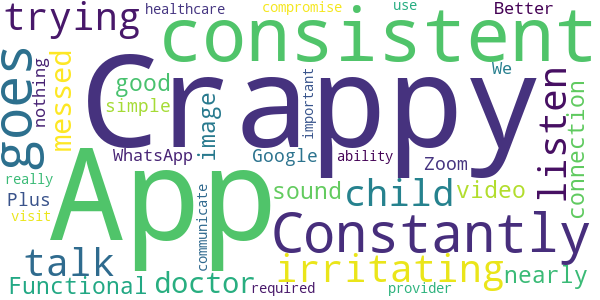 healthcare
compromise
use
Better
trying
consistent
goes
nothing
messed
Crappy
We
good
simple
image
important
listen
connection
WhatsApp
Google
ability
Zoom
App
really
Plus
visit
communicate
sound
child
video
Constantly
talk
irritating
nearly
Functional
doctor
required
provider